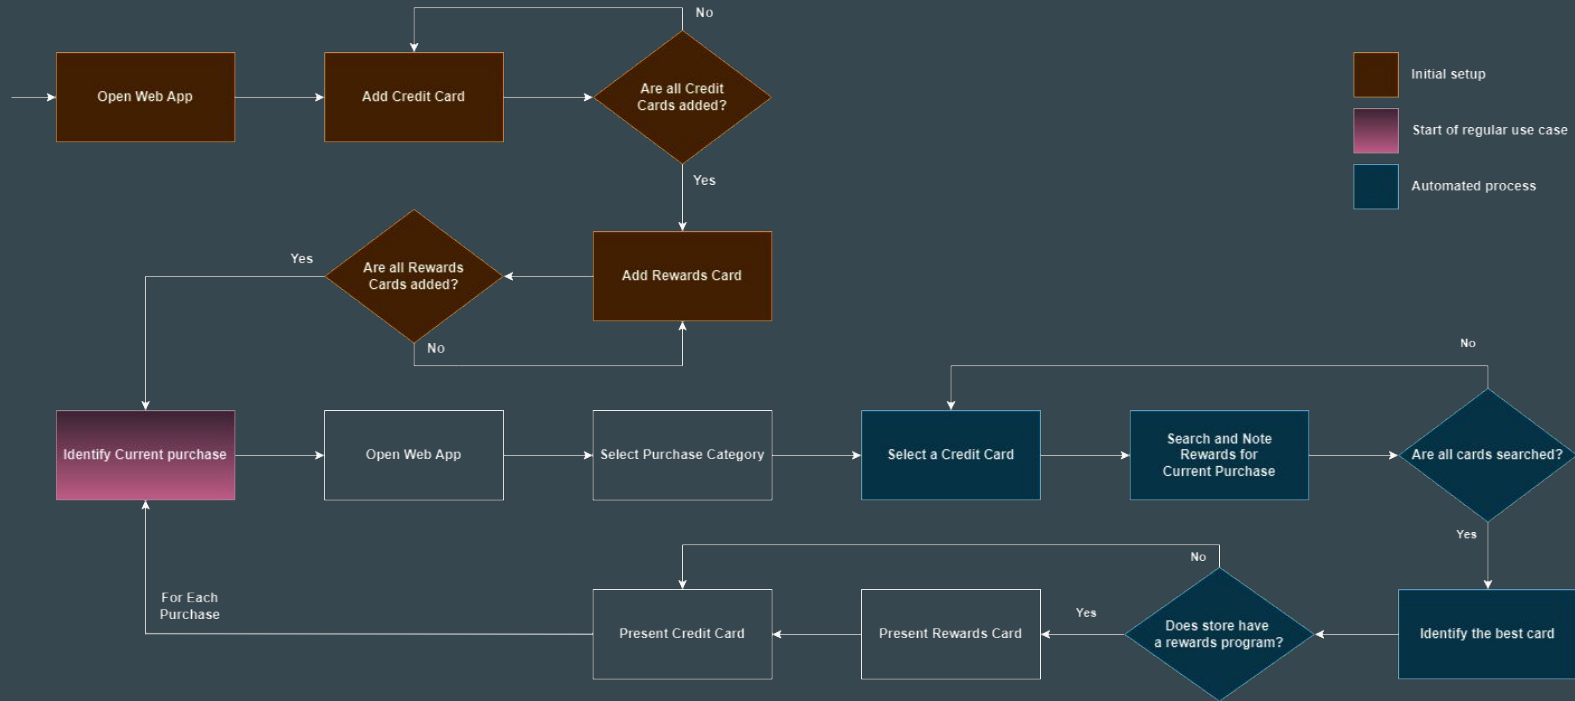 No
Open Web App
Add Credit Card
Are all Credit
Cards added?
Initial setup
Start of regular use case
Automated process
Yes
Yes
Are all Rewards
Cards added?
Add Rewards Card
No
No
Identify Current purchase
Open Web App
Select Purchase Category
Select a Credit Card
Search and Note
Rewards for
Current Purchase
Are all cards searched?
Yes
No
For Each
Purchase
Present Credit Card
Present Rewards Card
Yes
Does store have
a rewards program?
Identify the best card